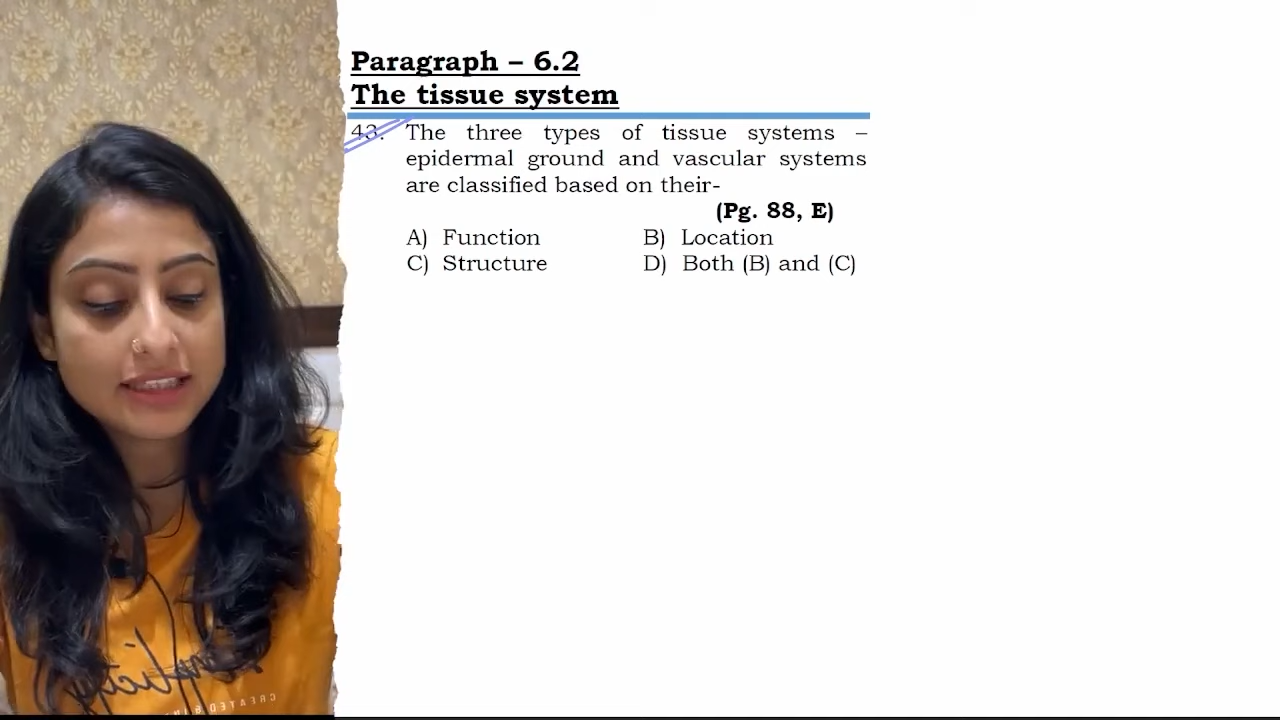 Paragraph – 6.2
The tissue system
43. The three types of tissue systems –
epidermal ground and vascular systems
are classified based on their-
(Pg. 88, E)
A) Function B) Location
C) Structure D) Both (B) and (C)